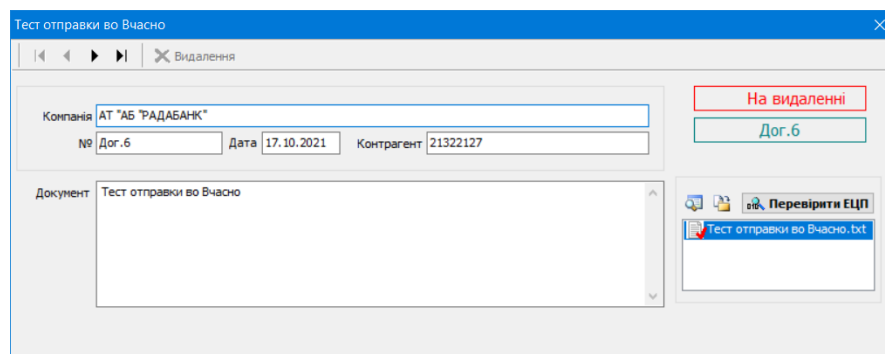 Тест отправки во Вчасно
Видалення
Компанія АТ "АБ "РАДАБАНК"
№ Дог.6 Дата 17.10.2021 Контрагент 21322127
На видаленні
Дог.6
Документ Тест отправки во Вчасно
Перевірити ЕЦП
Тест отправки во Вчасно.txt